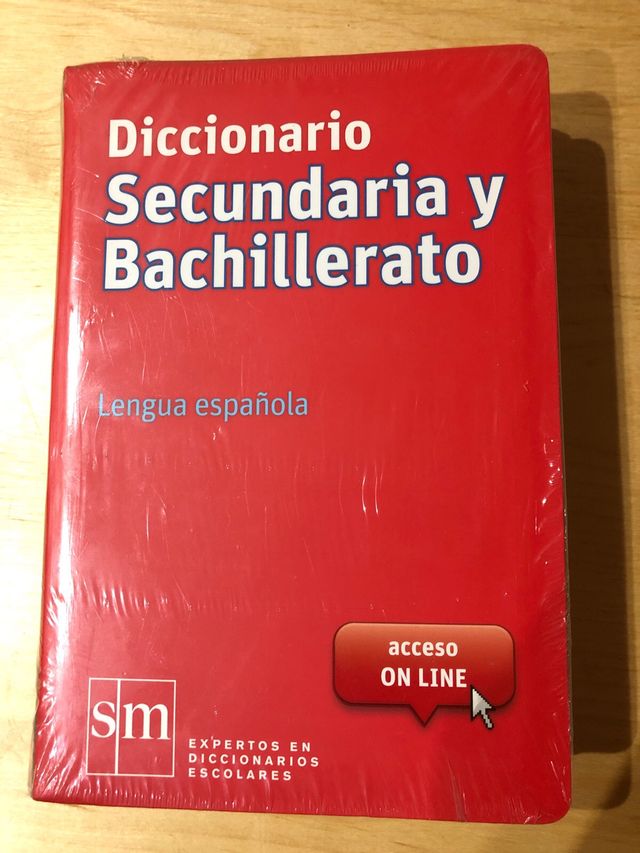 Diccionario
Secundaria y
Bachillerato
Lengua española
acceso
ON LINE
sm
EXPERTOS EN
DICCIONARIOS
ESCOLARES